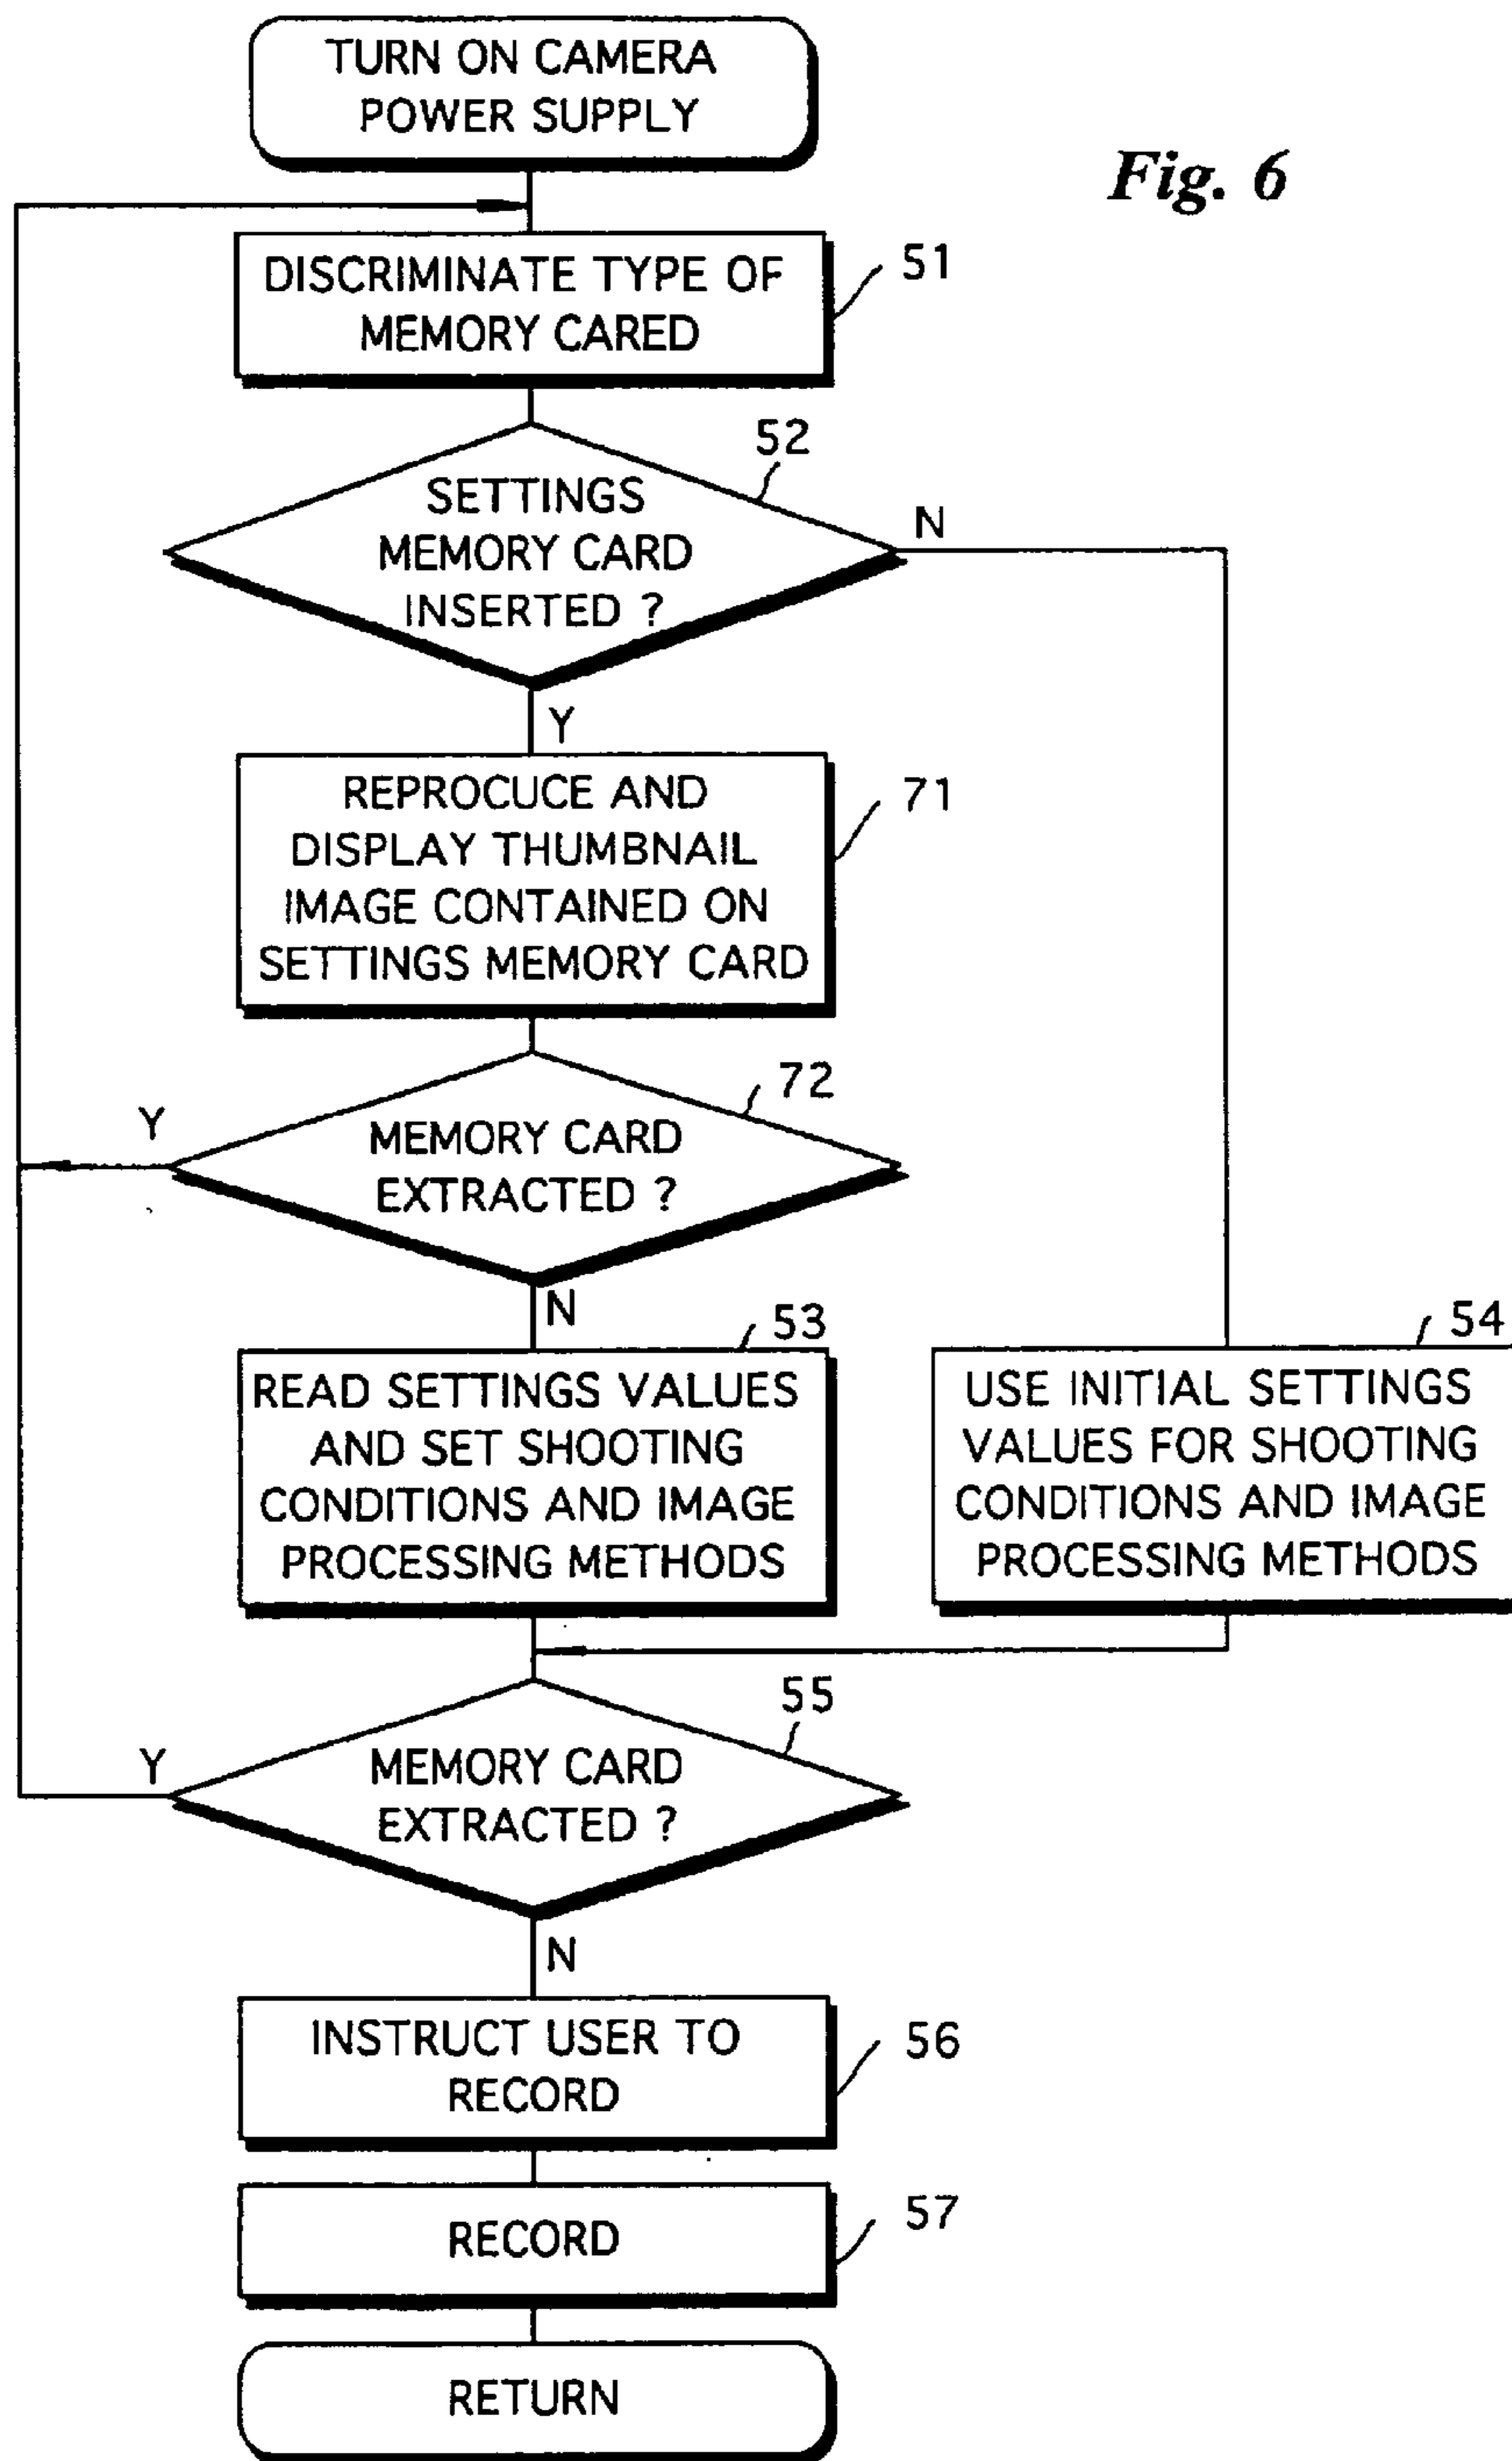 TURN ON CAMERA
POWER SUPPLY
Fig. 6
DISCRIMINATE TYPE OF
MEMORY CARED
51
52
SETTINGS
MEMORY CARD
INSERTED ?
N
Y
REPROCUCE AND
DISPLAY THUMBNAIL
IMAGE CONTAINED ON
SETTINGS MEMORY CARD
71
72
Y
MEMORY CARD
EXTRACTED ?
N
53
READ SETTINGS VALUES
AND SET SHOOTING
CONDITIONS AND IMAGE
PROCESSING METHODS
54
USE INITIAL SETTINGS
VALUES FOR SHOOTING
CONDITIONS AND IMAGE
PROCESSING METHODS
55
Y
MEMORY CARD
EXTRACTED ?
N
INSTRUCT USER TO
RECORD
56
RECORD
57
RETURN